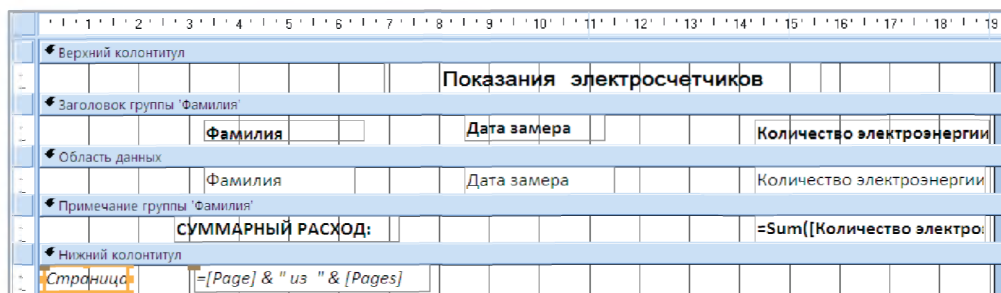 1 2 3 4 5 6 7 8 9 10 11 12 13 14 15 16 17 18 19
Верхний колонтитул
Показания электросчетчиков
Заголовок группы 'Фамилия'
Фамилия Дата замера Количество электроэнергии
Область данных
Фамилия Дата замера Количество электроэнергии
Примечание группы 'Фамилия'
СУММАРНЫЙ РАСХОД: =Sum([Количество электро
Нижний колонтитул
Страница =[Page] & " из " & [Pages]